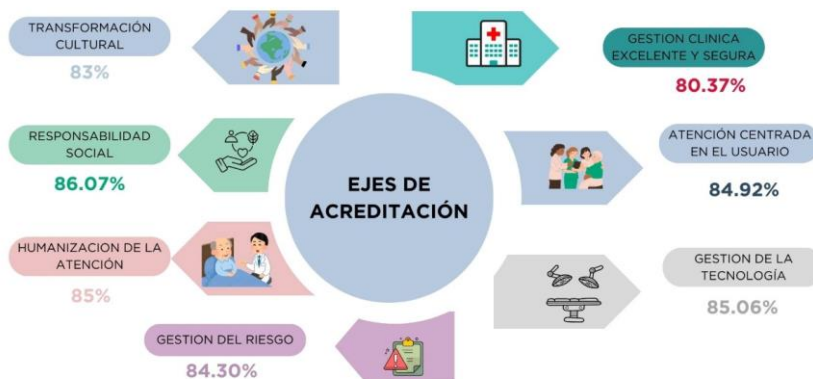 TRANSFORMACIÓN
CULTURAL
83%
GESTION CLINICA
EXCELENTE Y SEGURA
80.37%
RESPONSABILIDAD
SOCIAL
86.07%
EJES DE
ACREDITACIÓN
ATENCIÓN CENTRADA
EN EL USUARIO
84.92%
HUMANIZACION DE LA
ATENCIÓN
85%
GESTION DE LA
TECNOLOGÍA
85.06%
GESTION DEL RIESGO
84.30%